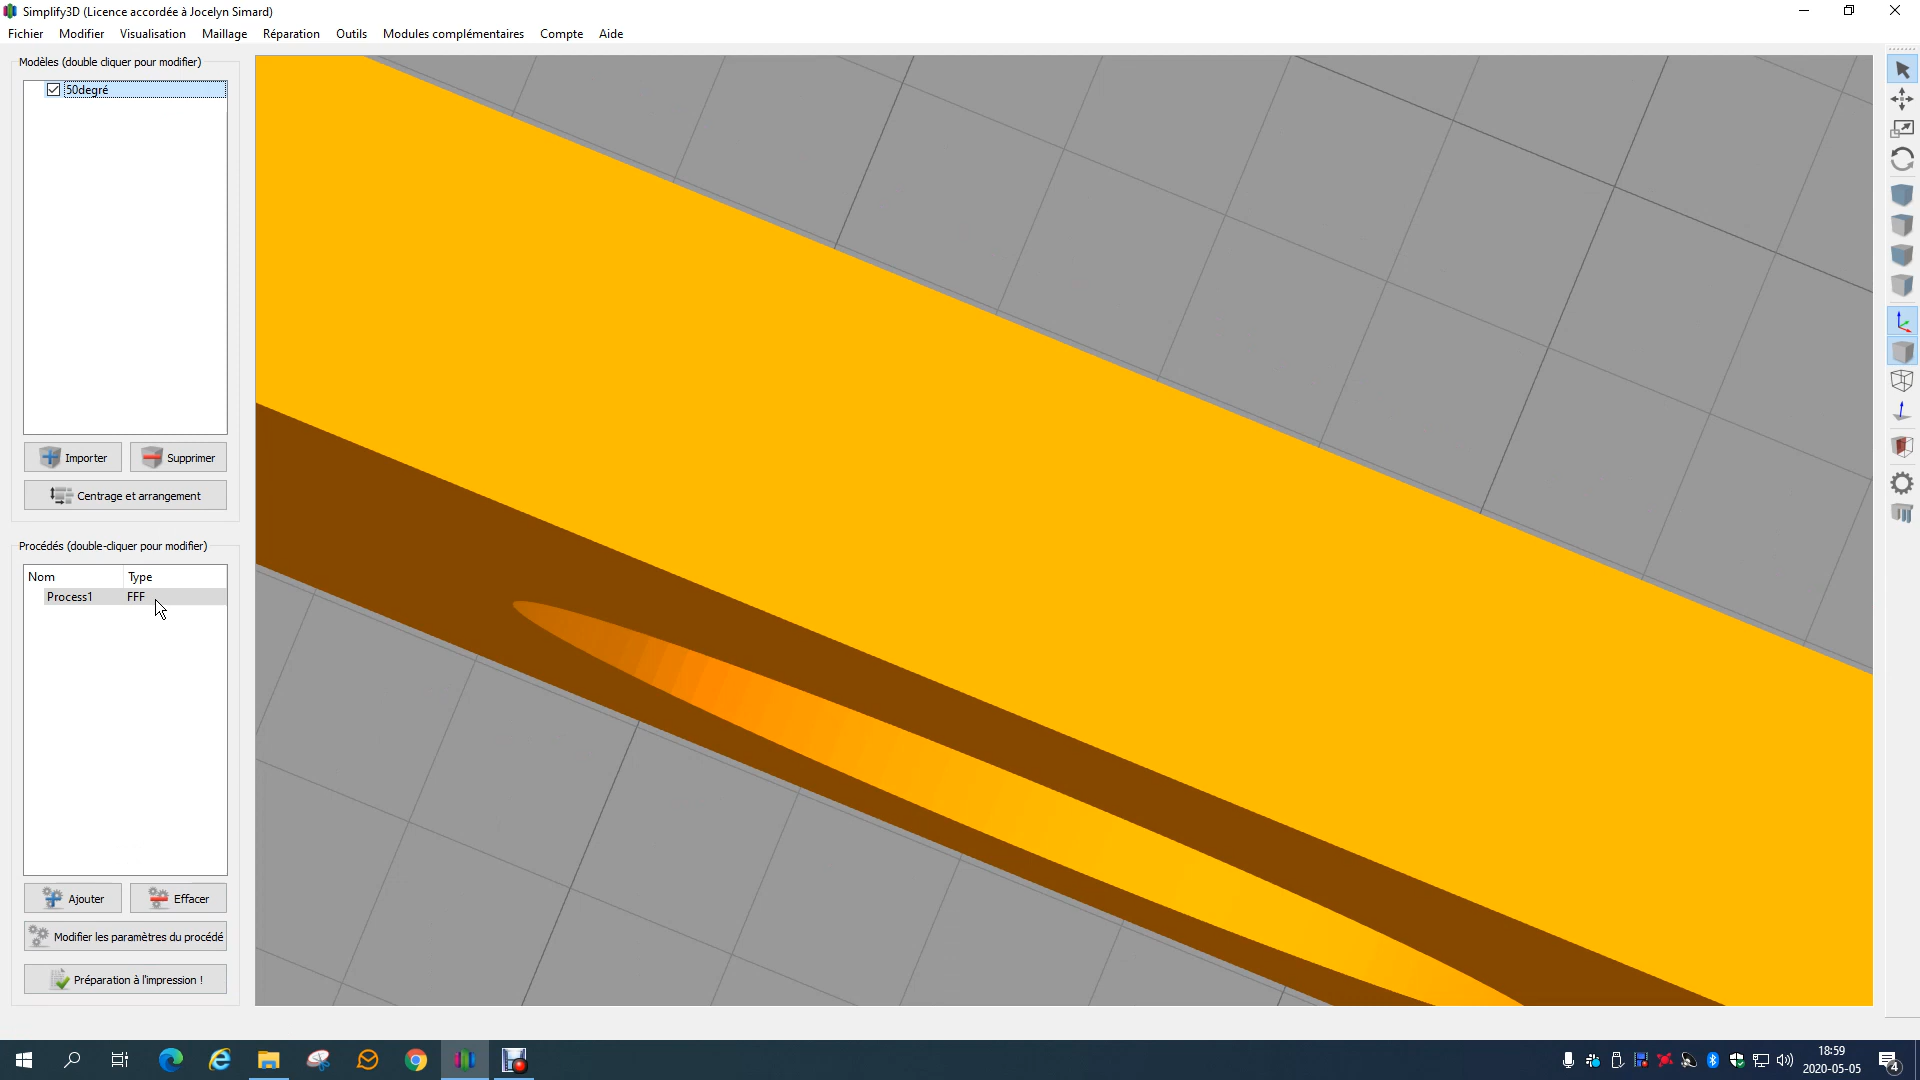 Simplify3D (Licence accordée à Jocelyn Simard)
Fichier Modifier Visualisation Maillage Réparation Outils Modules complémentaires Compte Aide
Modèles (double cliquer pour modifier)
50degré
Importer Supprimer
Centrage et arrangement
Procédés (double-cliquer pour modifier)
Nom Type
Process1 FFF
Ajouter Effacer
Modifier les paramètres du procédé
Préparation à l'impression !
18:59
2020-05-05
4